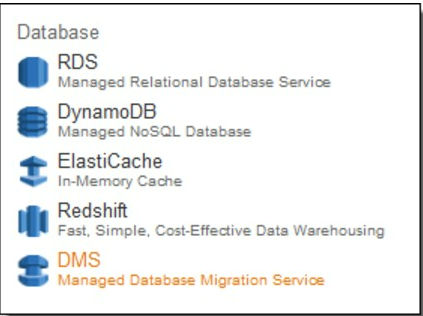 Database
RDS
Managed Relational Database Service
DynamoDB
Managed NoSQL Database
ElastiCache
In-Memory Cache
Redshift
Fast, Simple, Cost-Effective Data Warehousing
DMS
Managed Database Migration Service